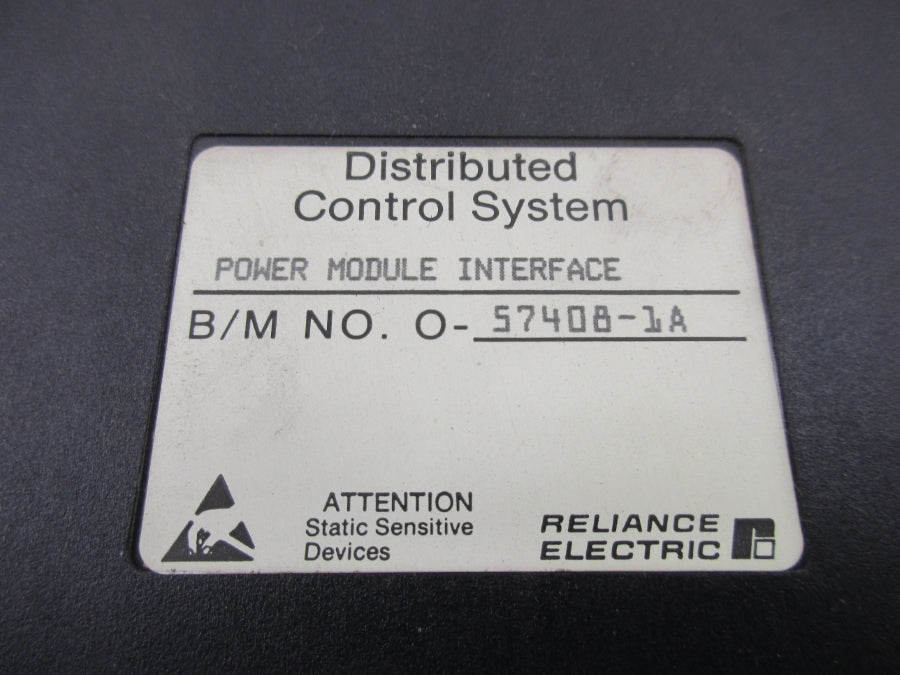 Distributed
Control System
POWER MODULE INTERFACE
B/M NO. O- 57408-1A
ATTENTION
Static Sensitive
Devices
RELIANCE
ELECTRIC